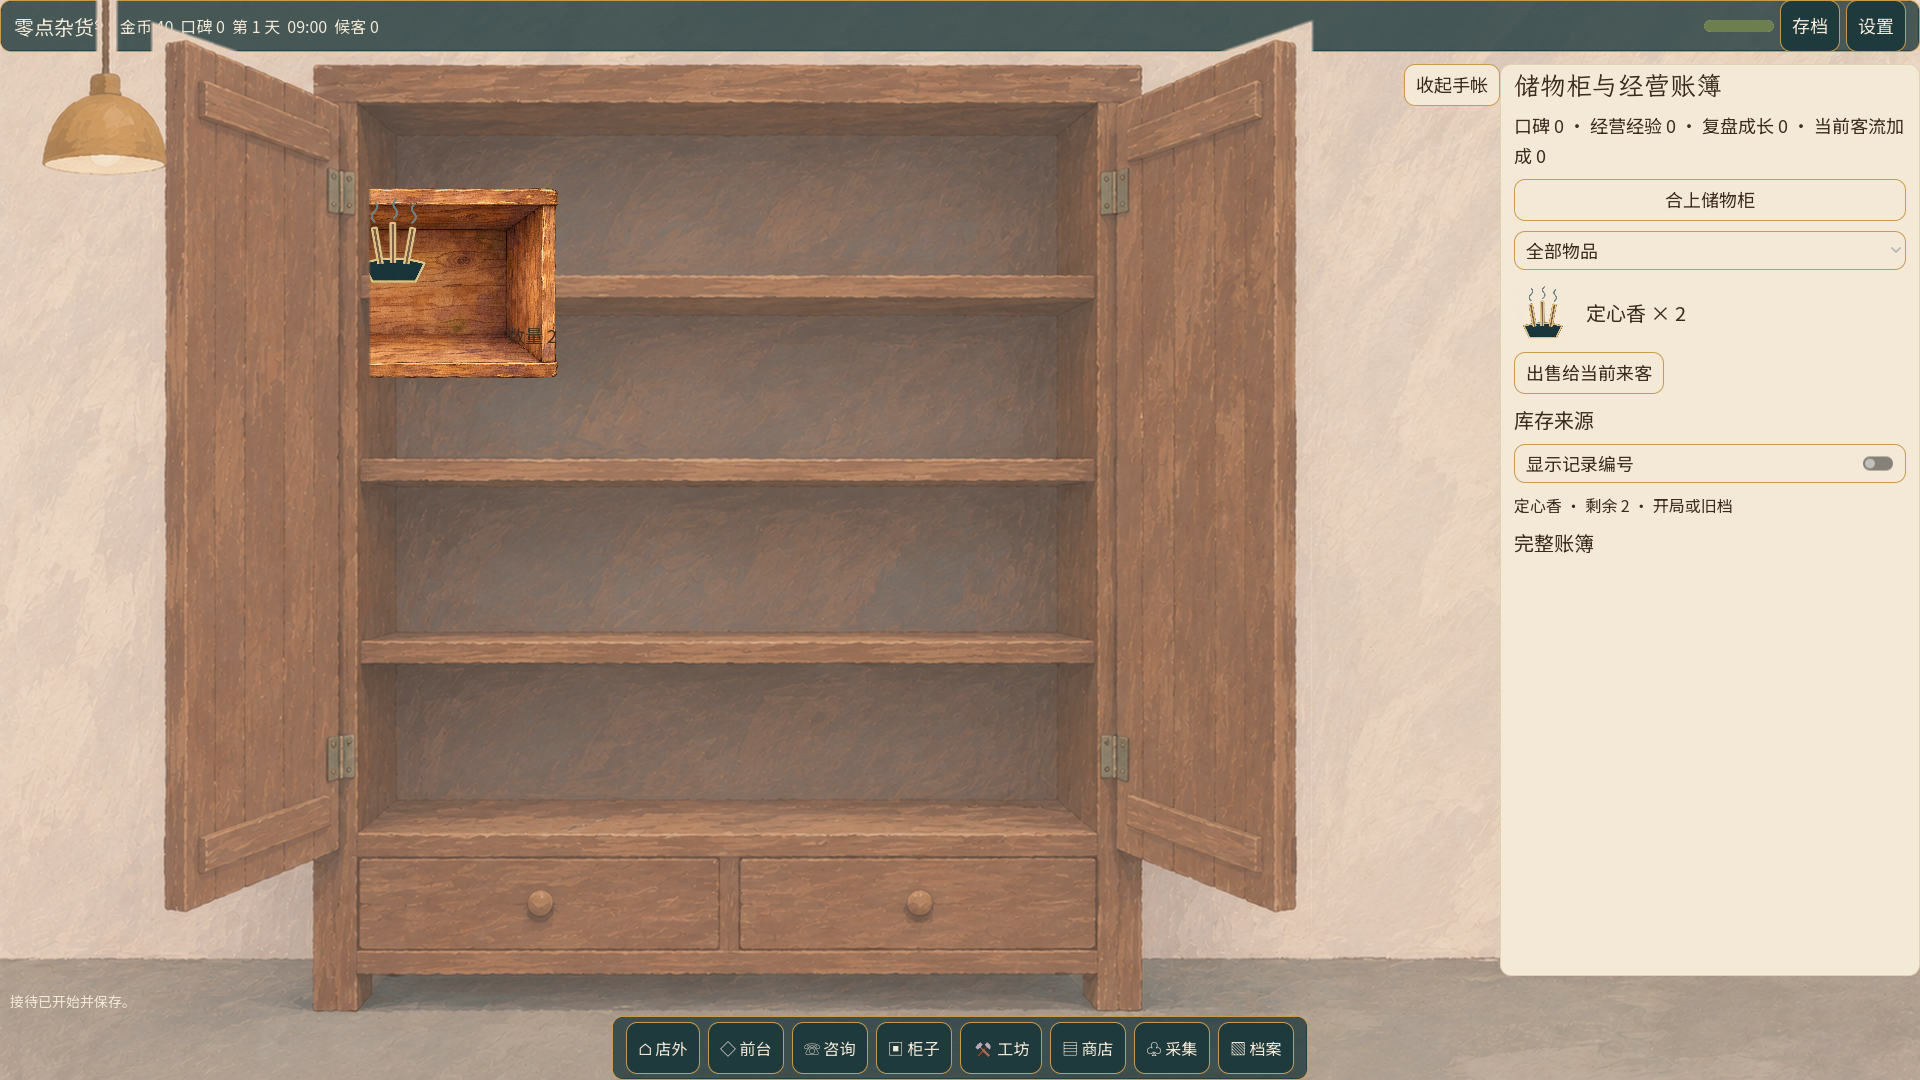 零点杂货 金币 40 口碑 0 第 1 天 09:00 候客 0
存档
设置
收起手帐
储物柜与经营账簿
口碑 0 · 经营经验 0 · 复盘成长 0 · 当前客流加
成 0
合上储物柜
全部物品
定心香 × 2
出售给当前来客
库存来源
显示记录编号
定心香 · 剩余 2 · 开局或旧档
完整账簿
数量 2
接待已开始并保存。
店外
前台
咨询
柜子
工坊
商店
采集
档案